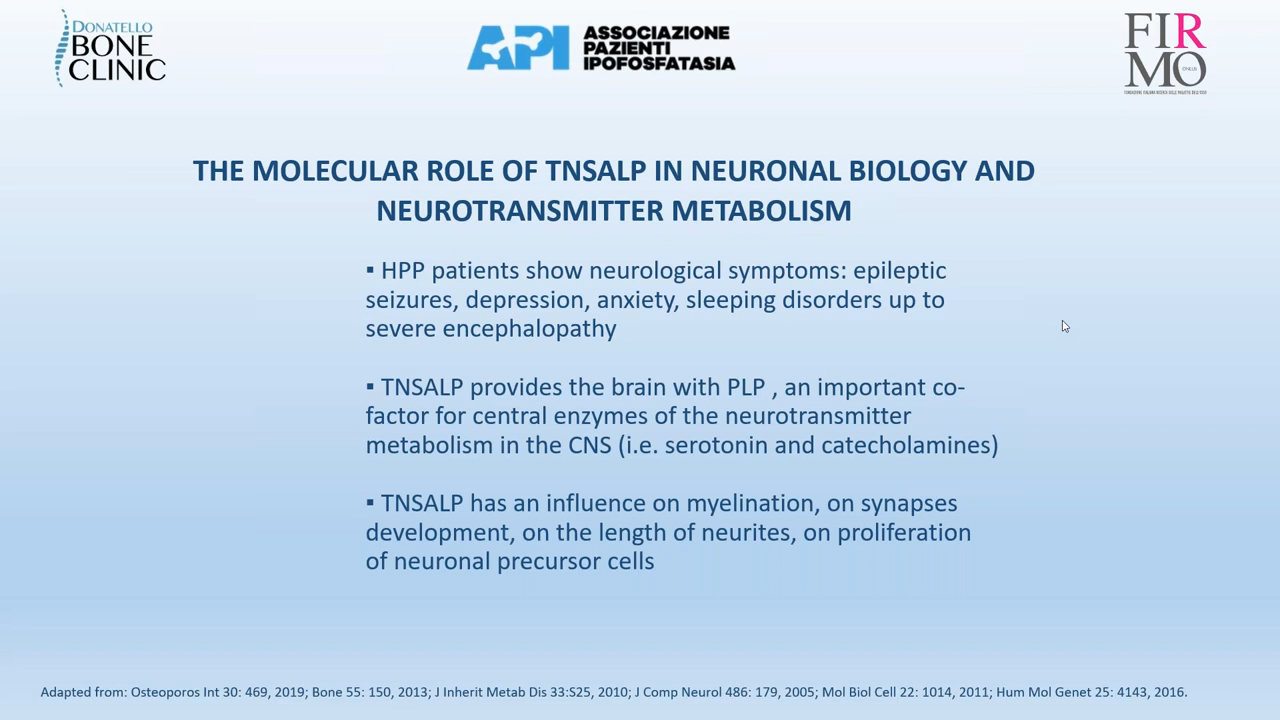 DONATELLO
BONE
CLINIC
API
ASSOCIAZIONE
PAZIENTI
IPOFOSFATASIA
FIR
MO
THE MOLECULAR ROLE OF TNSALP IN NEURONAL BIOLOGY AND
NEUROTRANSMITTER METABOLISM
▪ HPP patients show neurological symptoms: epileptic
seizures, depression, anxiety, sleeping disorders up to
severe encephalopathy
▪ TNSALP provides the brain with PLP , an important co-
factor for central enzymes of the neurotransmitter
metabolism in the CNS (i.e. serotonin and catecholamines)
▪ TNSALP has an influence on myelination, on synapses
development, on the length of neurites, on proliferation
of neuronal precursor cells
Adapted from: Osteoporos Int 30: 469, 2019; Bone 55: 150, 2013; J Inherit Metab Dis 33:S25, 2010; J Comp Neurol 486: 179, 2005; Mol Biol Cell 22: 1014, 2011; Hum Mol Genet 25: 4143, 2016.